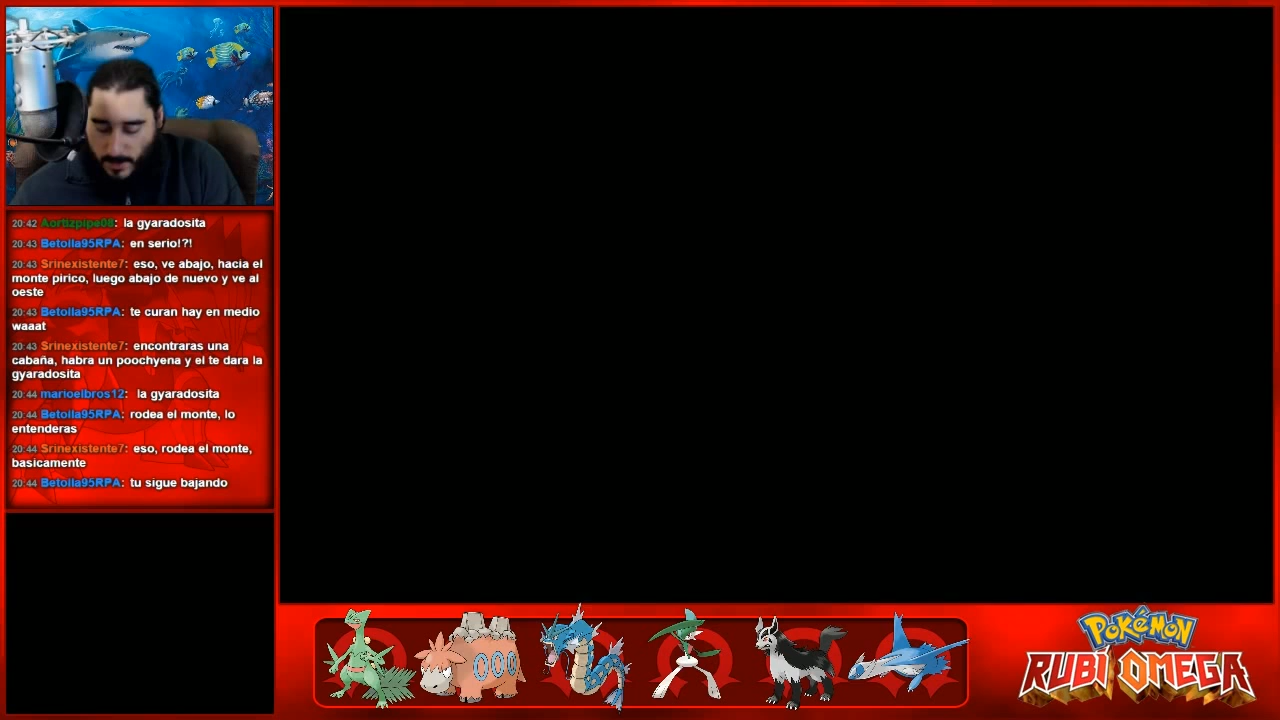 20:42 Aortizpipe06: la gyaradosita
20:43 Betolla95RPA: en serio!?!
20:43 Srinexistente7: eso, ve abajo, hacia el
monte pirico, luego abajo de nuevo y ve al
oeste
20:43 Betolla95RPA: te curan hay en medio
waaat
20:43 Srinexistente7: encontraras una
cabaña, habra un poochyena y el te dara la
gyaradosita
20:44 marioelbros12: la gyaradosita
20:44 Betolla95RPA: rodea el monte, lo
entenderas
20:44 Srinexistente7: eso, rodea el monte,
basicamente
20:44 Betolla95RPA: tu sigue bajando
POKÉMON
RUBI OMEGA